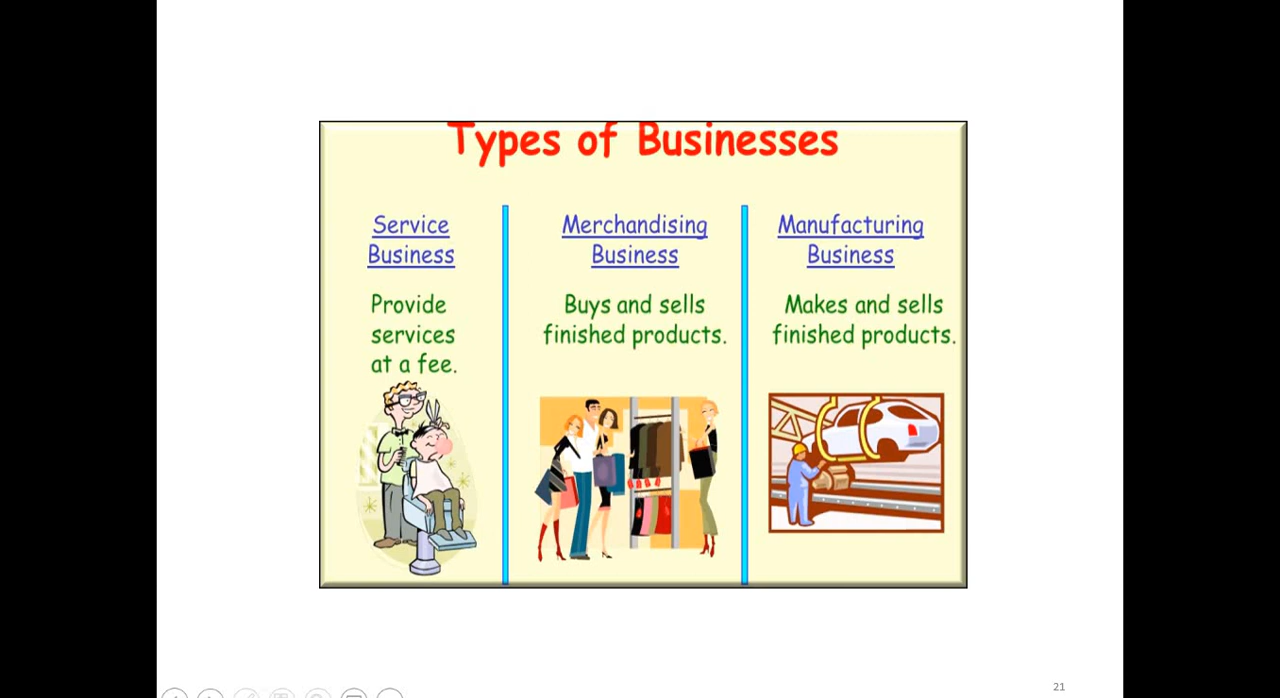 Types of Businesses
Service
Business
Provide
services
at a fee.
Merchandising
Business
Buys and sells
finished products.
Manufacturing
Business
Makes and sells
finished products.
21